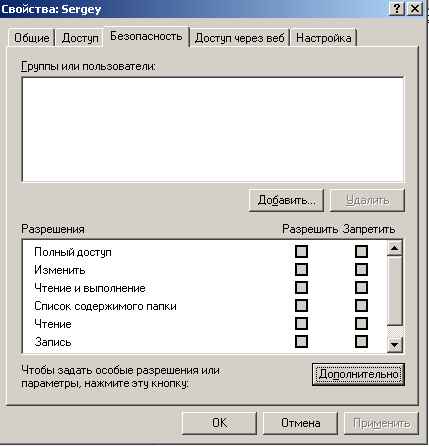 Свойства: Sergey
Общие Доступ Безопасность Доступ через веб Настройка
Группы или пользователи:
Добавить... Удалить
Разрешения Разрешить Запретить
Полный доступ
Изменить
Чтение и выполнение
Список содержимого папки
Чтение
Запись
Чтобы задать особые разрешения или
параметры, нажмите эту кнопку: Дополнительно
OK Отмена Применить